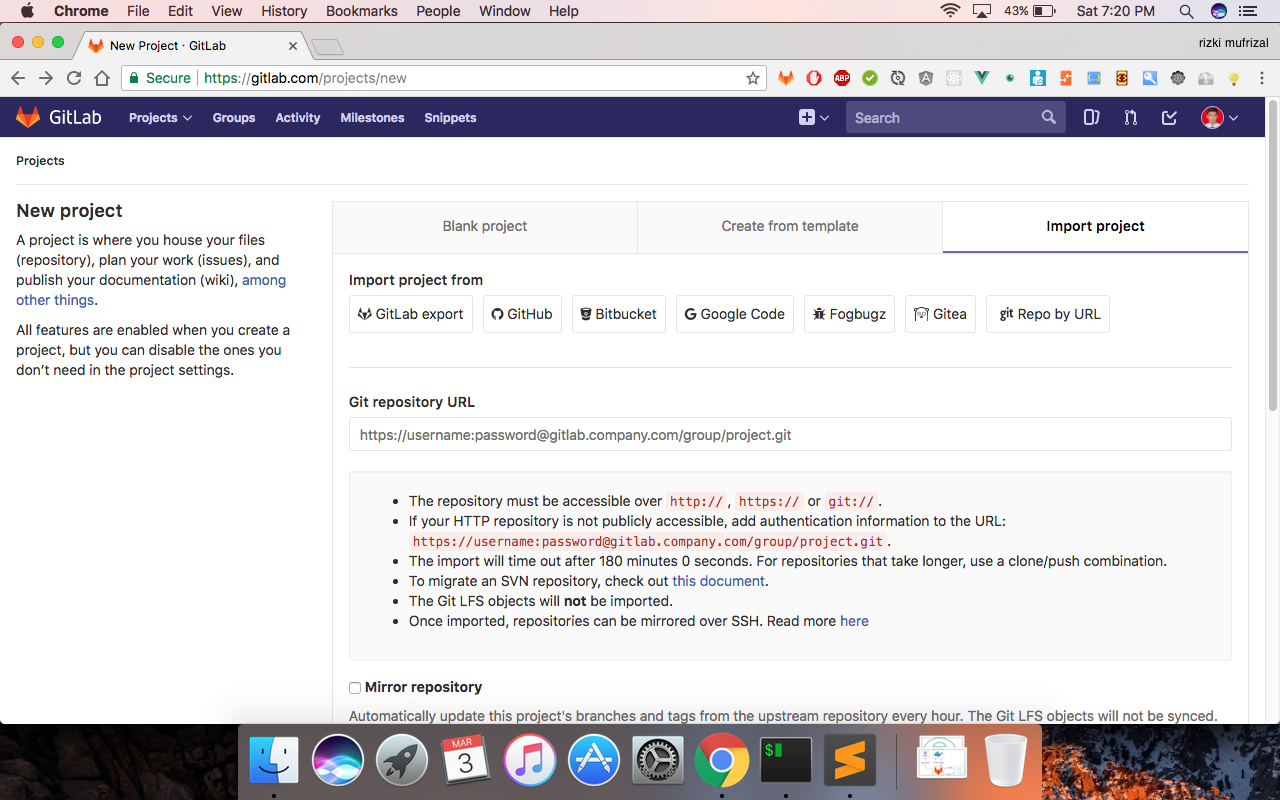 Chrome File Edit View History Bookmarks People Window Help 43% Sat 7:20 PM
New Project · GitLab
rizki mufrizal
Secure https://gitlab.com/projects/new
ABP
GitLab Projects Groups Activity Milestones Snippets Search
Projects
New project
A project is where you house your files
(repository), plan your work (issues), and
publish your documentation (wiki), among
other things.
All features are enabled when you create a
project, but you can disable the ones you
don't need in the project settings.
Blank project Create from template Import project
Import project from
GitLab export GitHub Bitbucket Google Code Fogbugz Gitea git Repo by URL
Git repository URL
https://username:password@gitlab.company.com/group/project.git
The repository must be accessible over http://, https:// or git://.
If your HTTP repository is not publicly accessible, add authentication information to the URL:
https://username:password@gitlab.company.com/group/project.git.
The import will time out after 180 minutes 0 seconds. For repositories that take longer, use a clone/push combination.
To migrate an SVN repository, check out this document.
The Git LFS objects will not be imported.
Once imported, repositories can be mirrored over SSH. Read more here
Mirror repository
Automatically update this project's branches and tags from the upstream repository every hour. The Git LFS objects will not be synced.
MAR
3
$